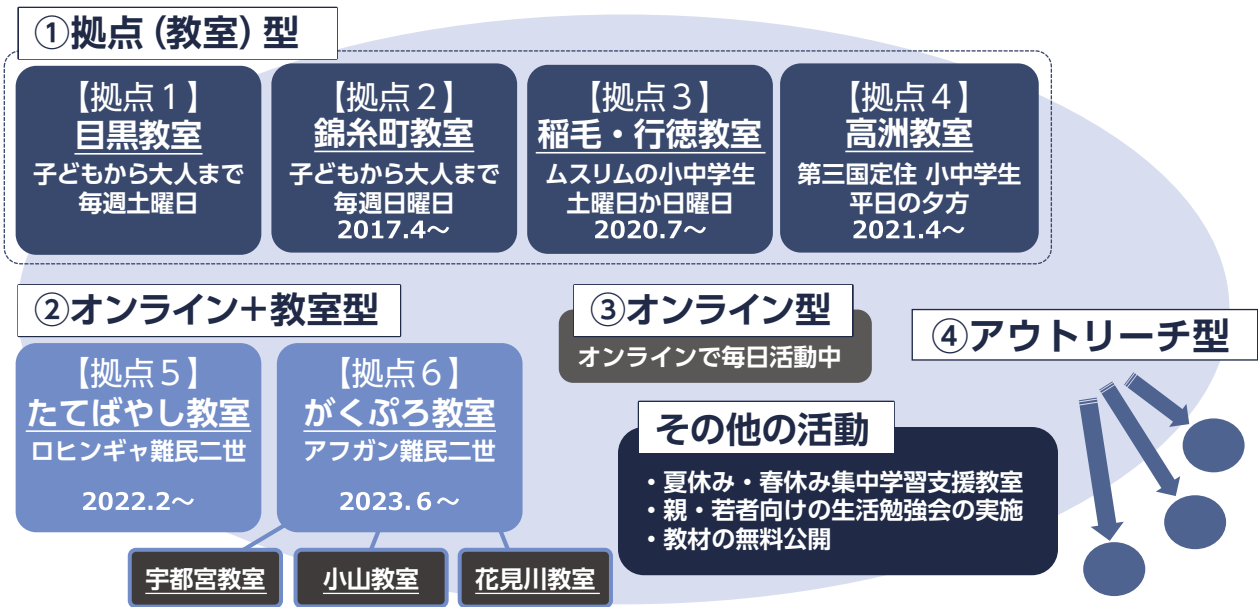 ①拠点(教室)型
【拠点1】
目黒教室
子どもから大人まで
毎週土曜日
【拠点2】
錦糸町教室
子どもから大人まで
毎週日曜日
2017.4～
【拠点3】
稲毛・行徳教室
ムスリムの小中学生
土曜日か日曜日
2020.7～
【拠点4】
高洲教室
第三国定住 小中学生
平日の夕方
2021.4～
②オンライン+教室型
【拠点5】
たてばやし教室
ロヒンギャ難民二世
2022.2～
【拠点6】
がくぷろ教室
アフガン難民二世
2023.6～
宇都宮教室
小山教室
花見川教室
③オンライン型
オンラインで毎日活動中
④アウトリーチ型
その他の活動
・夏休み・春休み集中学習支援教室
・親・若者向けの生活勉強会の実施
・教材の無料公開